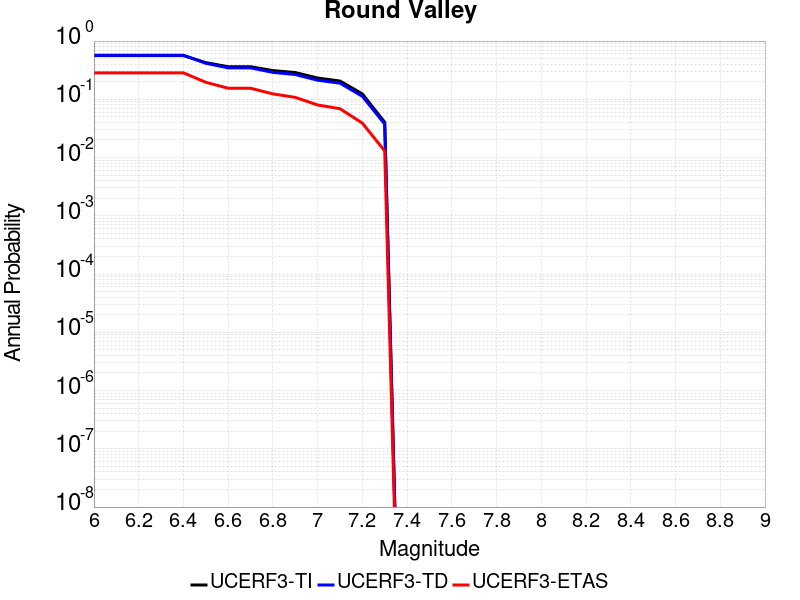 Round Valley
10^0
10^-1
10^-2
10^-3
10^-4
10^-5
10^-6
10^-7
10^-8
Annual Probability
6 6.2 6.4 6.6 6.8 7 7.2 7.4 7.6 7.8 8 8.2 8.4 8.6 8.8 9
Magnitude
UCERF3-TI UCERF3-TD UCERF3-ETAS